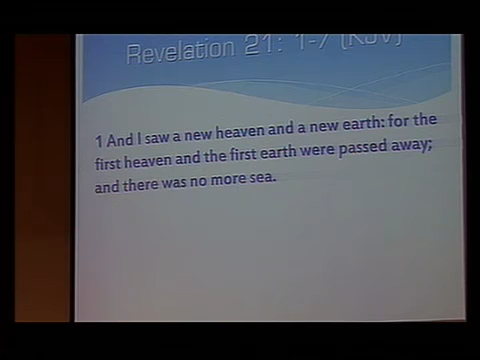 Revelation 21: 1-7 (KJV)
1 And I saw a new heaven and a new earth: for the
first heaven and the first earth were passed away;
and there was no more sea.